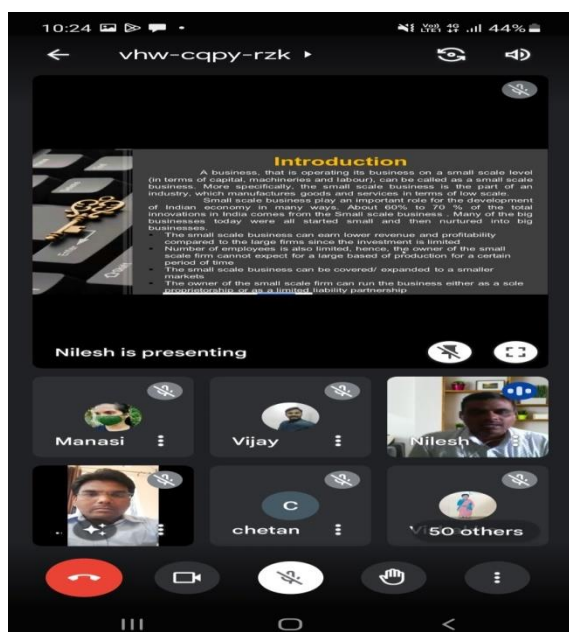 10:24
VoD 4G
LTE1
44%
vhw-cqpy-rzk
Introduction
A business, that is operating its business on a small scale level
(in terms of capital, machineries and labour), can be called as a small scale
business. More specifically, the small scale business is the part of an
industry, which manufactures goods and services in terms of low scale.
Small scale business play an important role for the development
of Indian economy in many ways. About 60% to 70 % of the total
innovations in India comes from the Small scale business . Many of the big
businesses today were all started small and then nurtured into big
businesses.
• The small scale business can earn lower revenue and profitability
compared to the large firms since the investment is limited
• Number of employees is also limited, hence, the owner of the small
scale firm cannot expect for a large based of production for a certain
period of time
• The small scale business can be covered/ expanded to a smaller
markets
• The owner of the small scale firm can run the business either as a sole
proprietorship or as a limited liability partnership
Nilesh is presenting
Manasi
Vijay
Nilesh
C
chetan
50 others